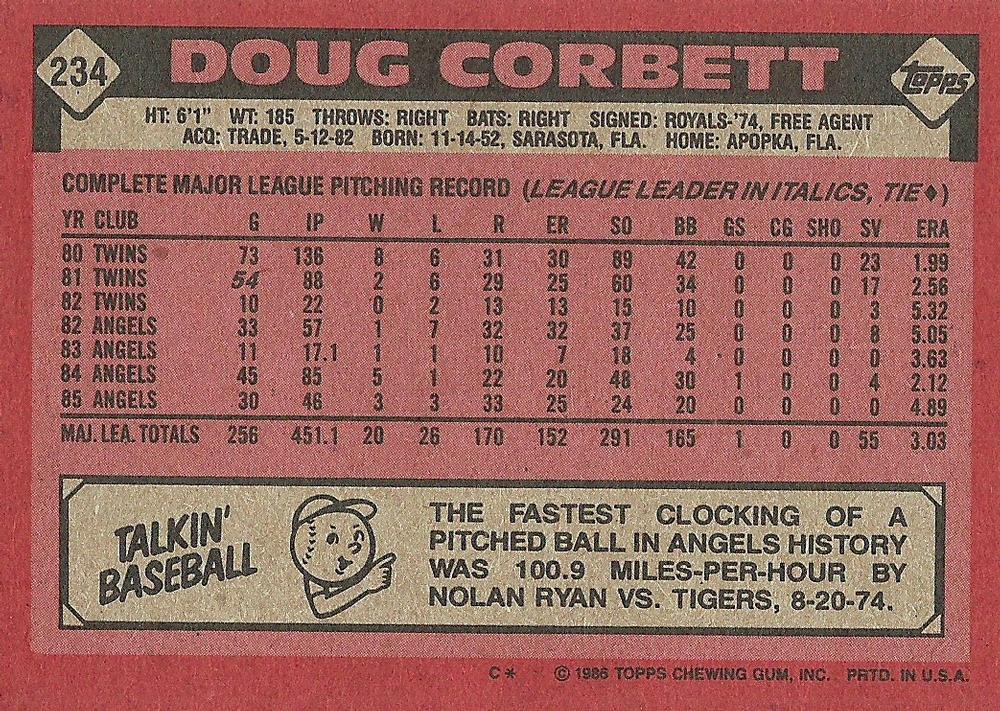 234 DOUG CORBETT TOPPS
HT: 6'1" WT: 185 THROWS: RIGHT BATS: RIGHT SIGNED: ROYALS-'74, FREE AGENT
ACQ: TRADE, 5-12-82 BORN: 11-14-52, SARASOTA, FLA. HOME: APOPKA, FLA.
COMPLETE MAJOR LEAGUE PITCHING RECORD (LEAGUE LEADER IN ITALICS, TIE♦)
YR CLUB G IP W L R ER SO BB GS CG SHO SV ERA
80 TWINS 73 136 8 6 31 30 89 42 0 0 0 23 1.99
81 TWINS 54 88 2 6 29 25 60 34 0 0 0 17 2.56
82 TWINS 10 22 0 2 13 13 15 10 0 0 0 3 5.32
82 ANGELS 33 57 1 7 32 32 37 25 0 0 0 8 5.05
83 ANGELS 11 17.1 1 1 10 7 18 4 0 0 0 0 3.63
84 ANGELS 45 85 5 1 22 20 48 30 1 0 0 4 2.12
85 ANGELS 30 46 3 3 33 25 24 20 0 0 0 0 4.89
MAJ. LEA. TOTALS 256 451.1 20 26 170 152 291 165 1 0 0 55 3.03
TALKIN'
BASEBALL
THE FASTEST CLOCKING OF A
PITCHED BALL IN ANGELS HISTORY
WAS 100.9 MILES-PER-HOUR BY
NOLAN RYAN VS. TIGERS, 8-20-74.
C* © 1986 TOPPS CHEWING GUM, INC. PRTD. IN U.S.A.